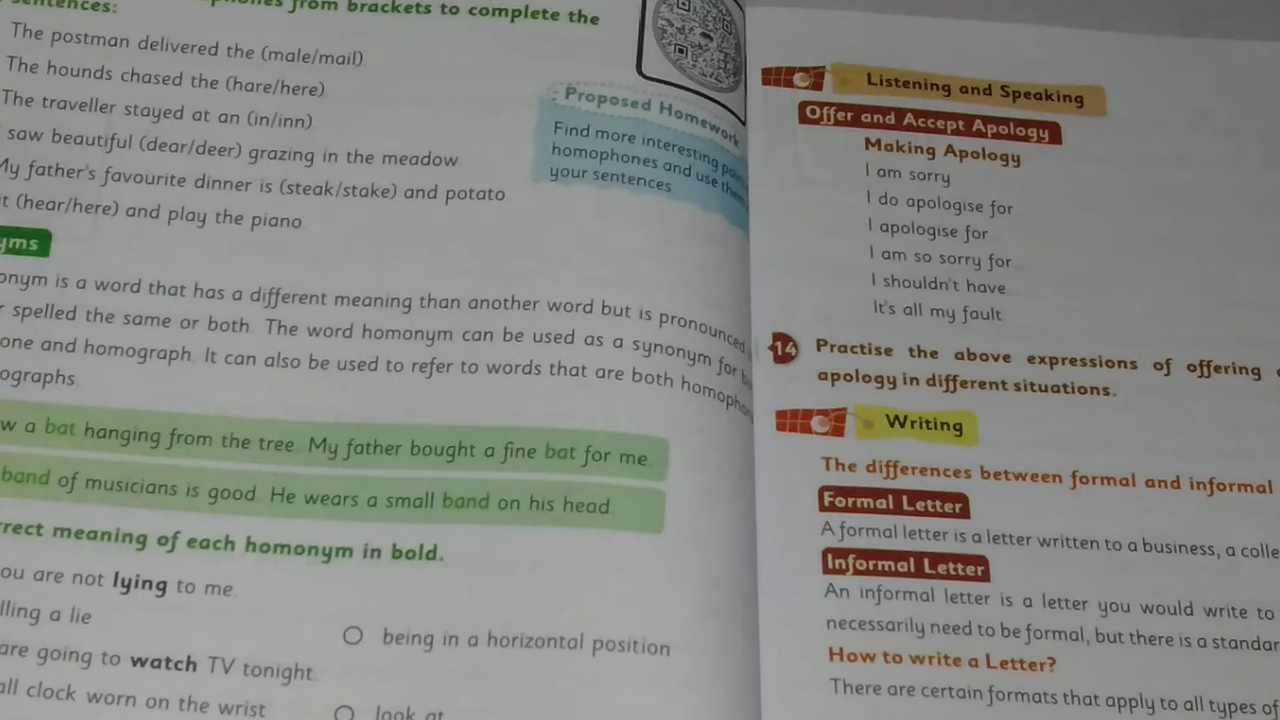 sentences:
from brackets to complete the
The postman delivered the (male/mail)
The hounds chased the (hare/here)
The traveller stayed at an (in/inn)
saw beautiful (dear/deer) grazing in the meadow
My father's favourite dinner is (steak/stake) and potato
(hear/here) and play the piano
Proposed Homework
Find more interesting
homophones and use
your sentences
is a word that has a different meaning than another word but is pronounced
spelled the same or both. The word homonym can be used as a synonym for
and homograph. It can also be used to refer to words that are both
a bat hanging from the tree. My father bought a fine bat for me
band of musicians is good. He wears a small band on his head
meaning of each homonym in bold.
are not lying to me
a lie
being in a horizontal position
are going to watch TV tonight
clock worn on the wrist
look at
Listening and Speaking
Offer and Accept Apology
Making Apology
I am sorry
I do apologise for
I apologise for
I am so sorry for
I shouldn't have
It's all my fault
14 Practise the above expressions of offering
apology in different situations.
Writing
The differences between formal and informal
Formal Letter
A formal letter is a letter written to a business, a
Informal Letter
An informal letter is a letter you would write to
necessarily need to be formal, but there is a
How to write a Letter?
There are certain formats that apply to all types of